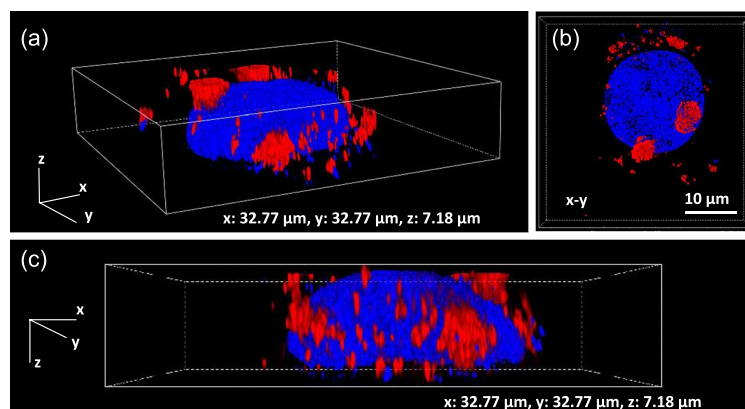 (a)
z
x
y
x: 32.77 μm, y: 32.77 μm, z: 7.18 μm
(b)
x-y
10 μm
(c)
x
y
z
x: 32.77 μm, y: 32.77 μm, z: 7.18 μm